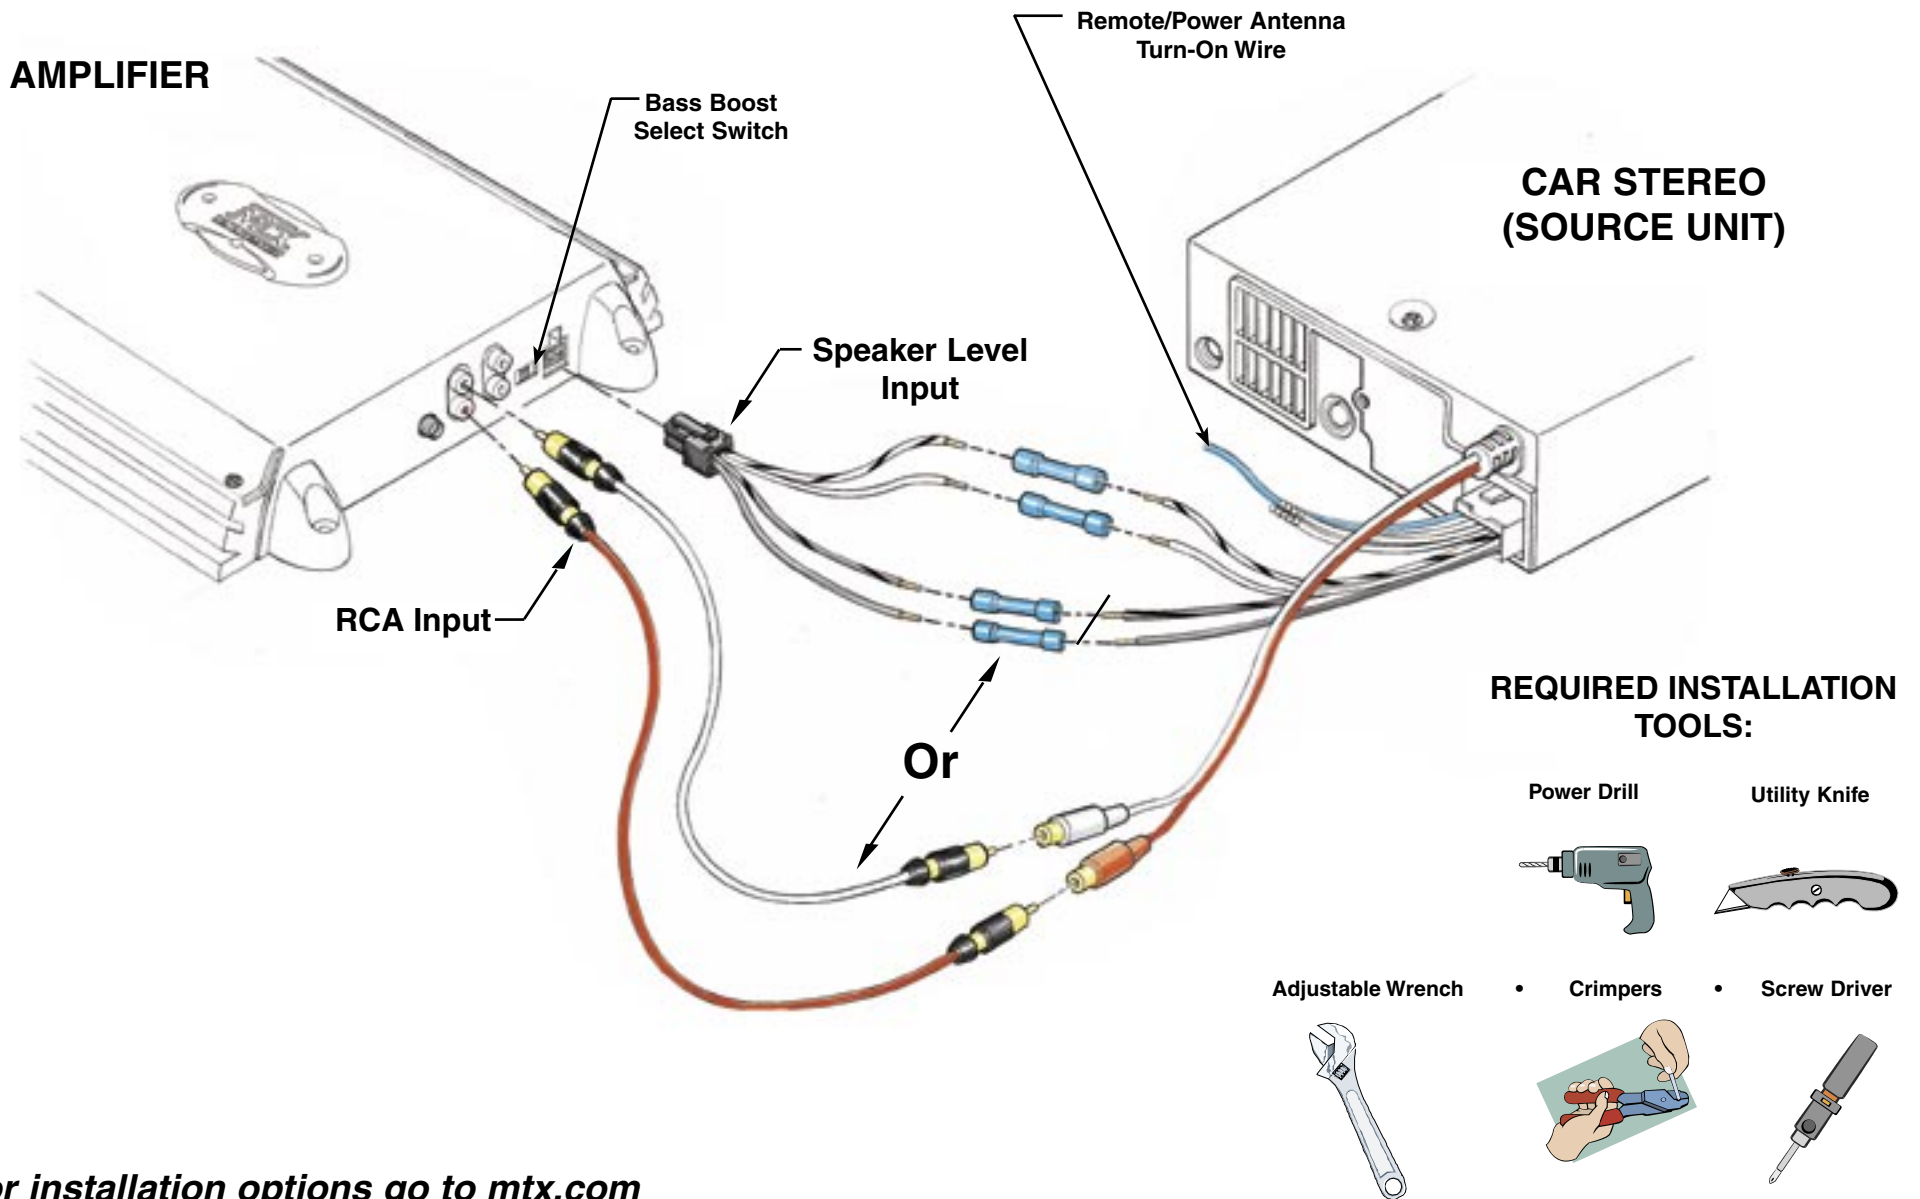 Remote/Power Antenna
Turn-On Wire
AMPLIFIER
Bass Boost
Select Switch
CAR STEREO
(SOURCE UNIT)
Speaker Level
Input
RCA Input
Or
REQUIRED INSTALLATION
TOOLS:
Power Drill
Utility Knife
Adjustable Wrench • Crimpers • Screw Driver
installation options go to mtx.com